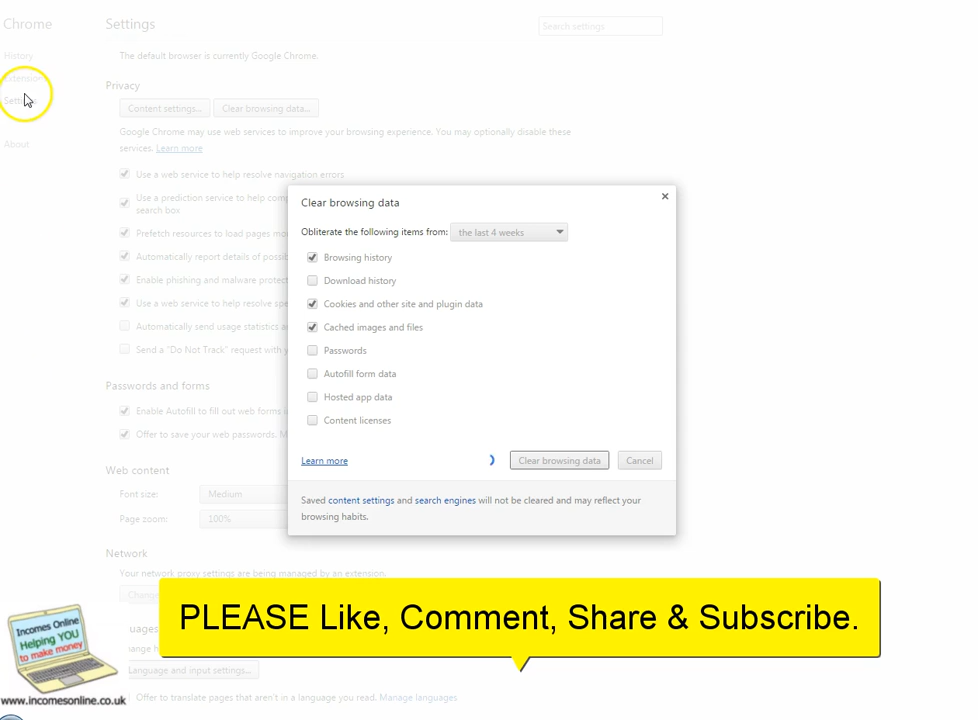 Chrome
Settings
Search settings
History
Extensions
Settings
About
The default browser is currently Google Chrome.
Privacy
Content settings...
Clear browsing data...
Google Chrome may use web services to improve your browsing experience. You may optionally disable these
services. Learn more
Use a web service to help resolve navigation errors
Use a prediction service to help
search box
Prefetch resources to load pages
Automatically report details of
Enable phishing and malware
Use a web service to help resolve
Automatically send usage statistics
Send a "Do Not Track" request with
Passwords and forms
Enable Autofill to fill out web forms
Offer to save your web passwords.
Web content
Font size:
Medium
Page zoom:
100%
Network
Your network proxy settings are being managed by an extension.
Language and input settings...
Offer to translate pages that aren't in a language you read. Manage languages
Clear browsing data
Obliterate the following items from: the last 4 weeks
Browsing history
Download history
Cookies and other site and plugin data
Cached images and files
Passwords
Autofill form data
Hosted app data
Content licenses
Learn more
Clear browsing data
Cancel
Saved content settings and search engines will not be cleared and may reflect your
browsing habits.
PLEASE Like, Comment, Share & Subscribe.
Incomes Online
Helping YOU
to make money
www.incomesonline.co.uk